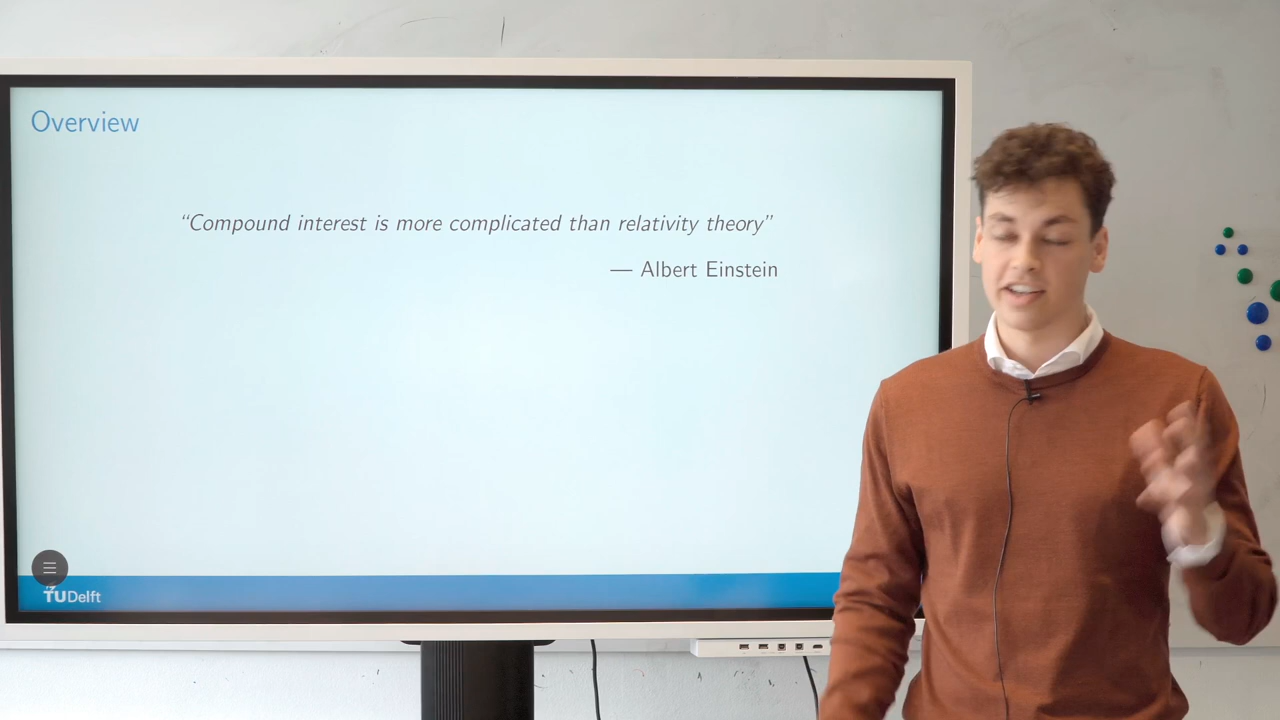 Overview
“Compound interest is more complicated than relativity theory”
— Albert Einstein
TUDelft